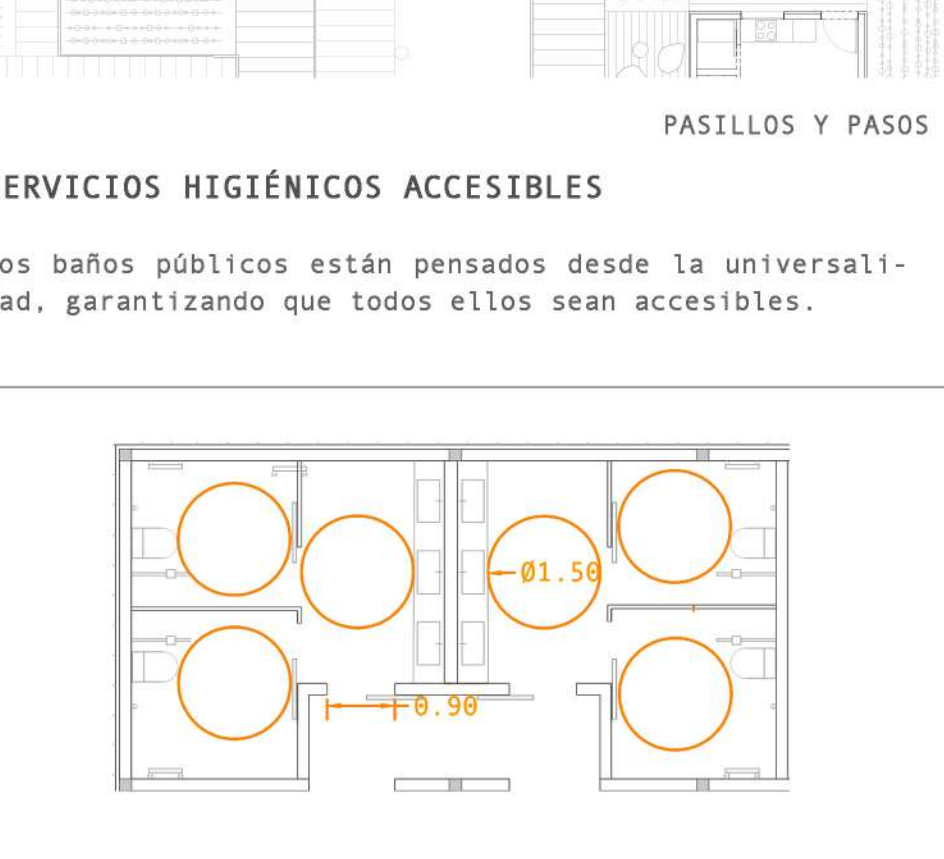 PASILLOS Y PASOS
ERVICIOS HIGIÉNICOS ACCESIBLES
os baños públicos están pensados desde la universali-
ad, garantizando que todos ellos sean accesibles.
Ø1.50
0.90